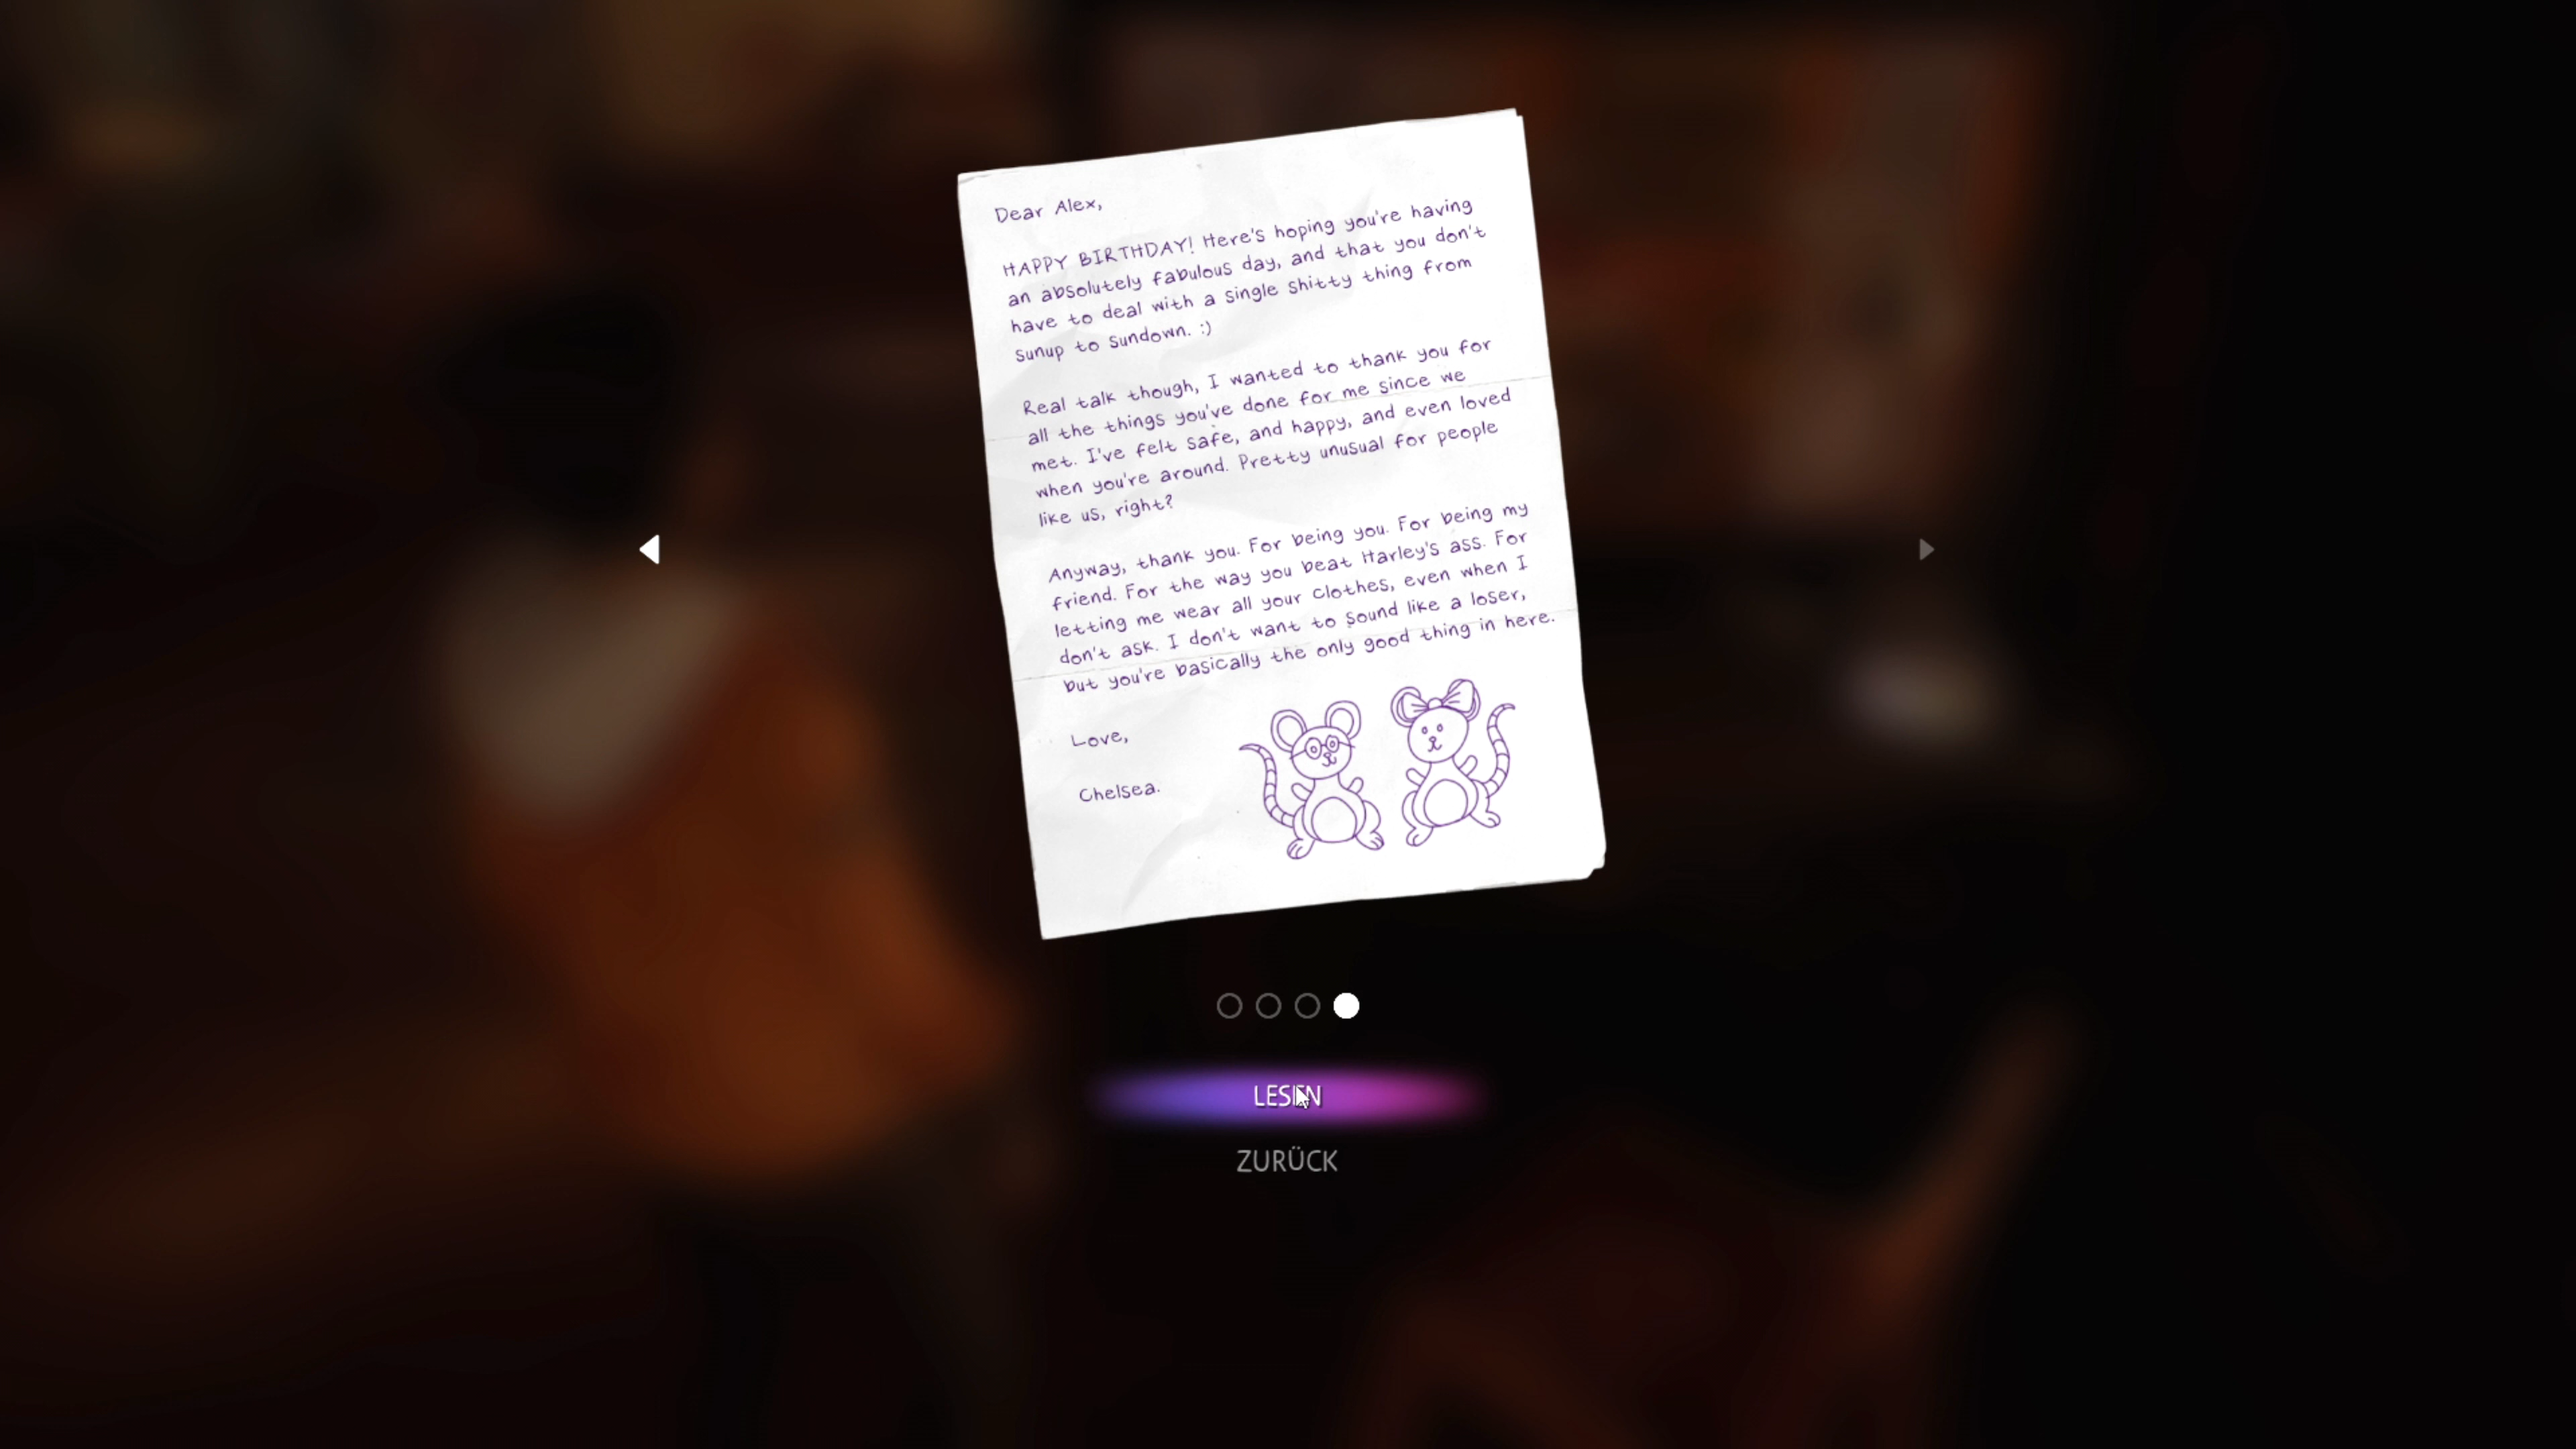 Dear Alex,
HAPPY BIRTHDAY! Here's hoping you're having
an absolutely fabulous day, and that you don't
have to deal with a single shitty thing from
sunup to sundown. :)
Real talk though, I wanted to thank you for
all the things you've done for me since we
met. I've felt safe, and happy, and even loved
when you're around. Pretty unusual for people
like us, right?
Anyway, thank you. For being you. For being my
friend. For the way you beat Harley's ass. For
letting me wear all your clothes, even when I
don't ask. I don't want to sound like a loser,
but you're basically the only good thing in here.
Love,
Chelsea.
LESEN
ZURÜCK